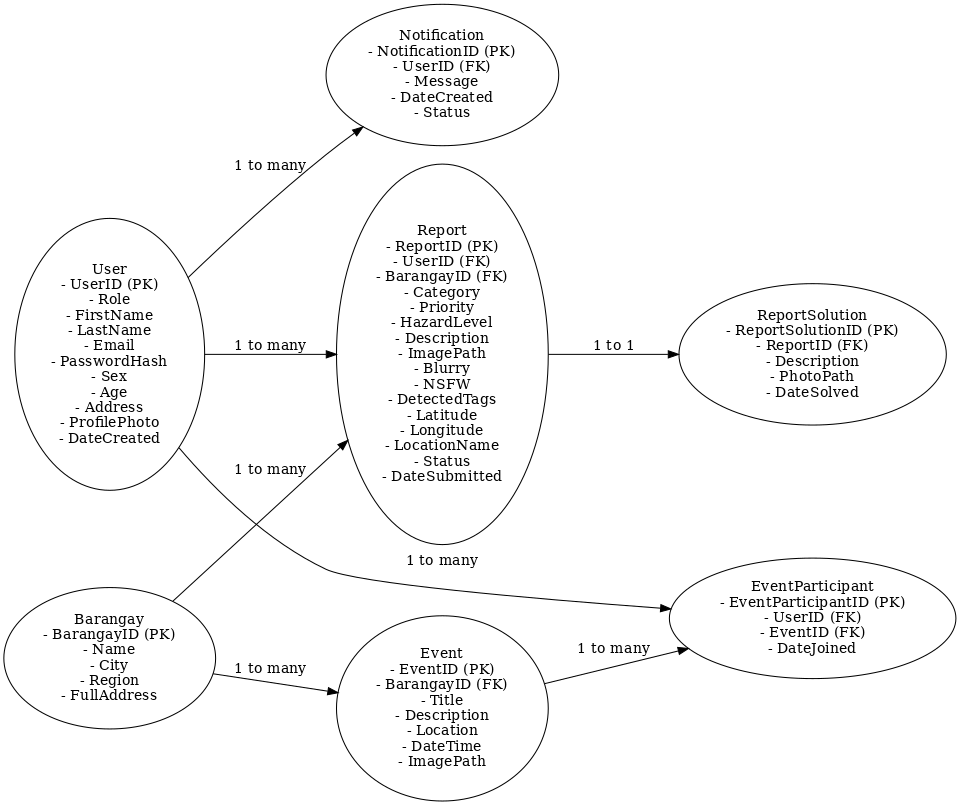 Notification
- NotificationID (PK)
- UserID (FK)
- Message
- DateCreated
- Status
1 to many
User
- UserID (PK)
- Role
- FirstName
- LastName
- Email
- PasswordHash
- Sex
- Age
- Address
- ProfilePhoto
- DateCreated
1 to many
Report
- ReportID (PK)
- UserID (FK)
- BarangayID (FK)
- Category
- Priority
- HazardLevel
- Description
- ImagePath
- Blurry
- NSFW
- DetectedTags
- Latitude
- Longitude
- LocationName
- Status
- DateSubmitted
1 to 1
ReportSolution
- ReportSolutionID (PK)
- ReportID (FK)
- Description
- PhotoPath
- DateSolved
1 to many
1 to many
Barangay
- BarangayID (PK)
- Name
- City
- Region
- FullAddress
1 to many
Event
- EventID (PK)
- BarangayID (FK)
- Title
- Description
- Location
- DateTime
- ImagePath
1 to many
EventParticipant
- EventParticipantID (PK)
- UserID (FK)
- EventID (FK)
- DateJoined